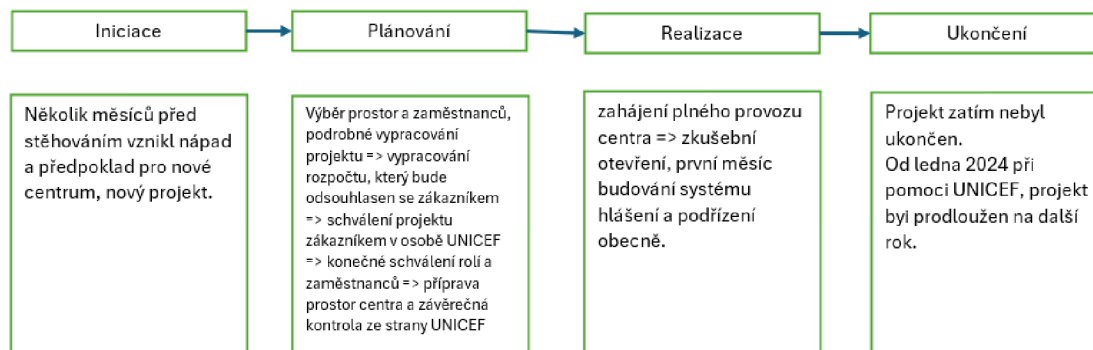 Iniciace
Plánování
Realizace
Ukončení
Několik měsíců před
stěhováním vznikl nápad
a předpoklad pro nové
centrum, nový projekt.
Výběr prostor a zaměstnanců,
podrobné vypracování
projektu => vypracování
rozpočtu, který bude
odsouhlasen se zákazníkem
=> schválení projektu
zákazníkem v osobě UNICEF
=> konečné schválení rolí a
zaměstnanců => příprava
prostor centra a závěrečná
kontrola ze strany UNICEF
zahájení plného provozu
centra => zkušební
otevření, první měsíc
budování systému
hlášení a podřízení
obecně.
Projekt zatím nebyl
ukončen.
Od ledna 2024 při
pomoci UNICEF, projekt
byl prodloužen na další
rok.